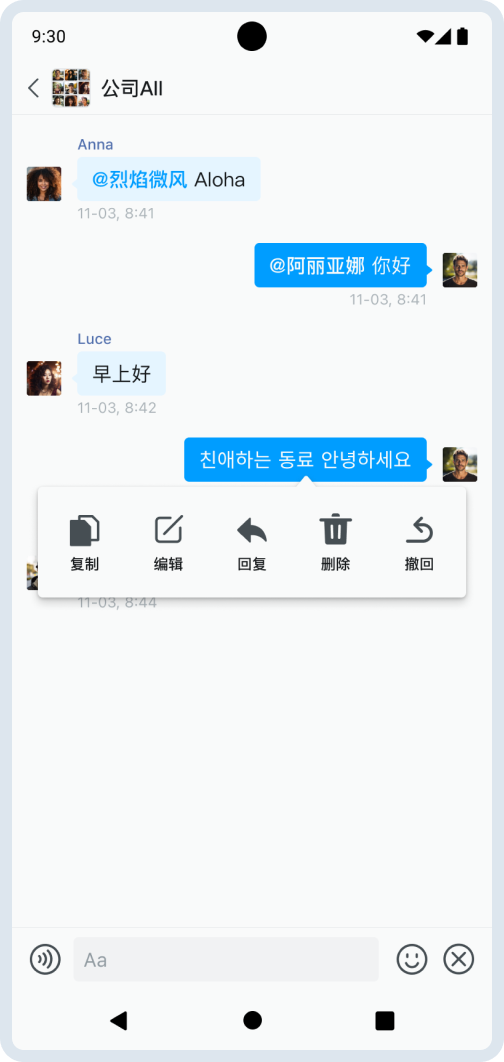 9:30
公司All
Anna
@烈焰微风 Aloha
11-03, 8:41
@阿丽亚娜 你好
11-03, 8:41
Luce
早上好
11-03, 8:42
친애하는 동료 안녕하세요
复制 编辑 回复 删除 撤回
11-03, 8:44
Aa